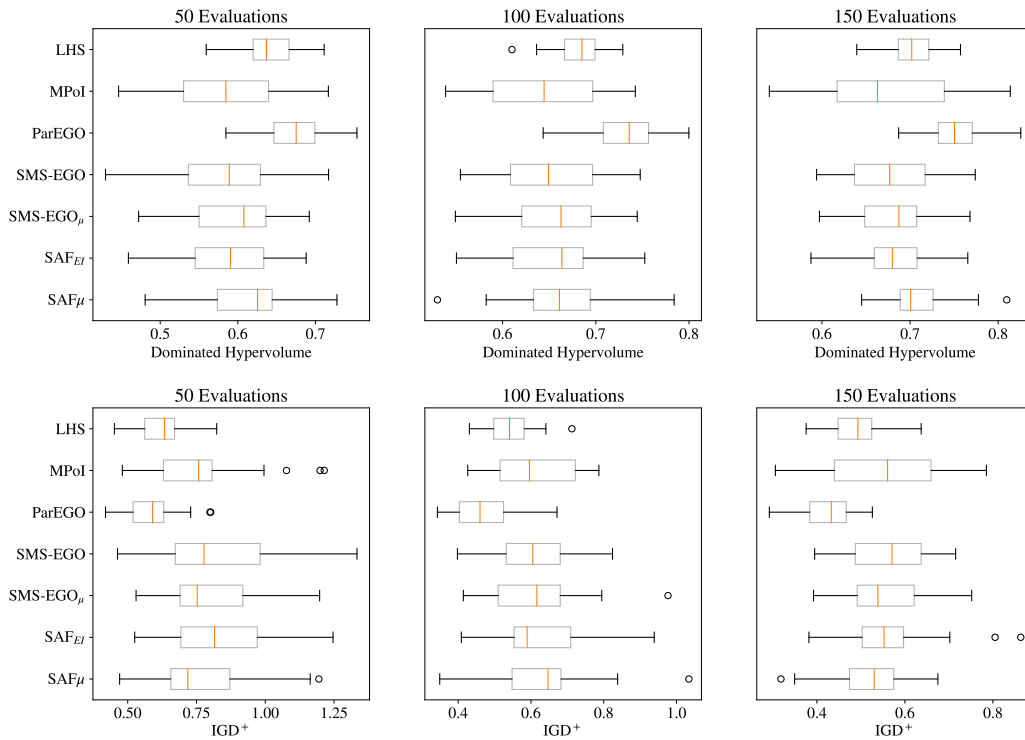 50 Evaluations
100 Evaluations
150 Evaluations
LHS
MPoI
ParEGO
SMS-EGO
SMS-EGOμ
SAFEI
SAFμ
0.5 0.6 0.7
0.6 0.7 0.8
0.6 0.7 0.8
Dominated Hypervolume
Dominated Hypervolume
Dominated Hypervolume
50 Evaluations
100 Evaluations
150 Evaluations
LHS
MPoI
ParEGO
SMS-EGO
SMS-EGOμ
SAFEI
SAFμ
0.50 0.75 1.00 1.25
0.4 0.6 0.8 1.0
0.4 0.6 0.8
IGD+
IGD+
IGD+